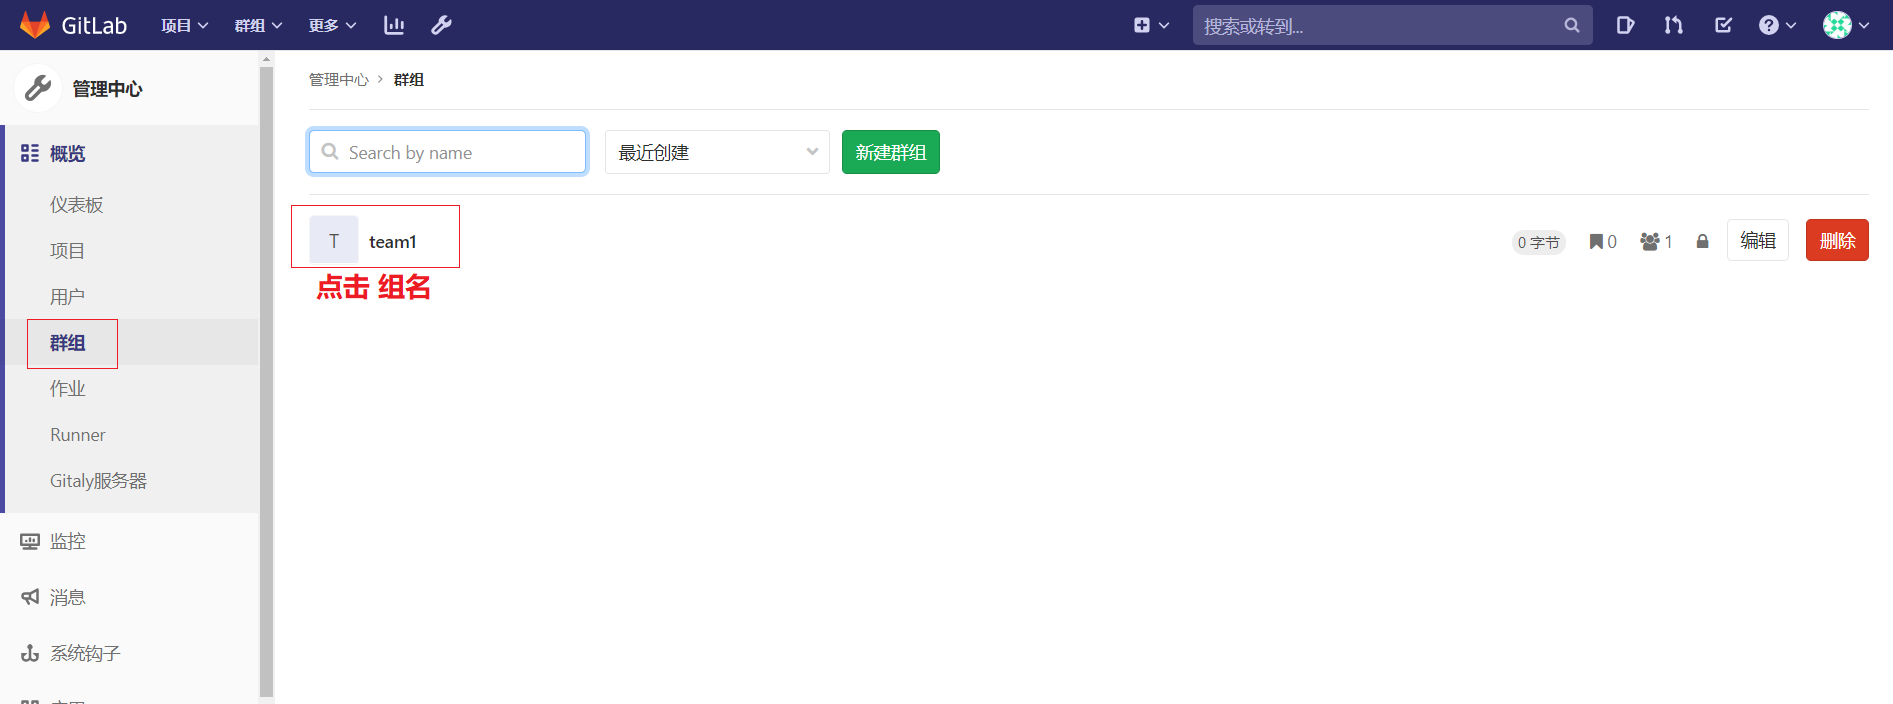 GitLab 项目 群组 更多 搜索或转到...
管理中心
管理中心 › 群组
概览
Search by name 最近创建 新建群组
仪表板
项目
用户
群组
作业
Runner
Gitaly服务器
监控
消息
系统钩子
T team1 0 字节 0 1 编辑 删除
点击 组名